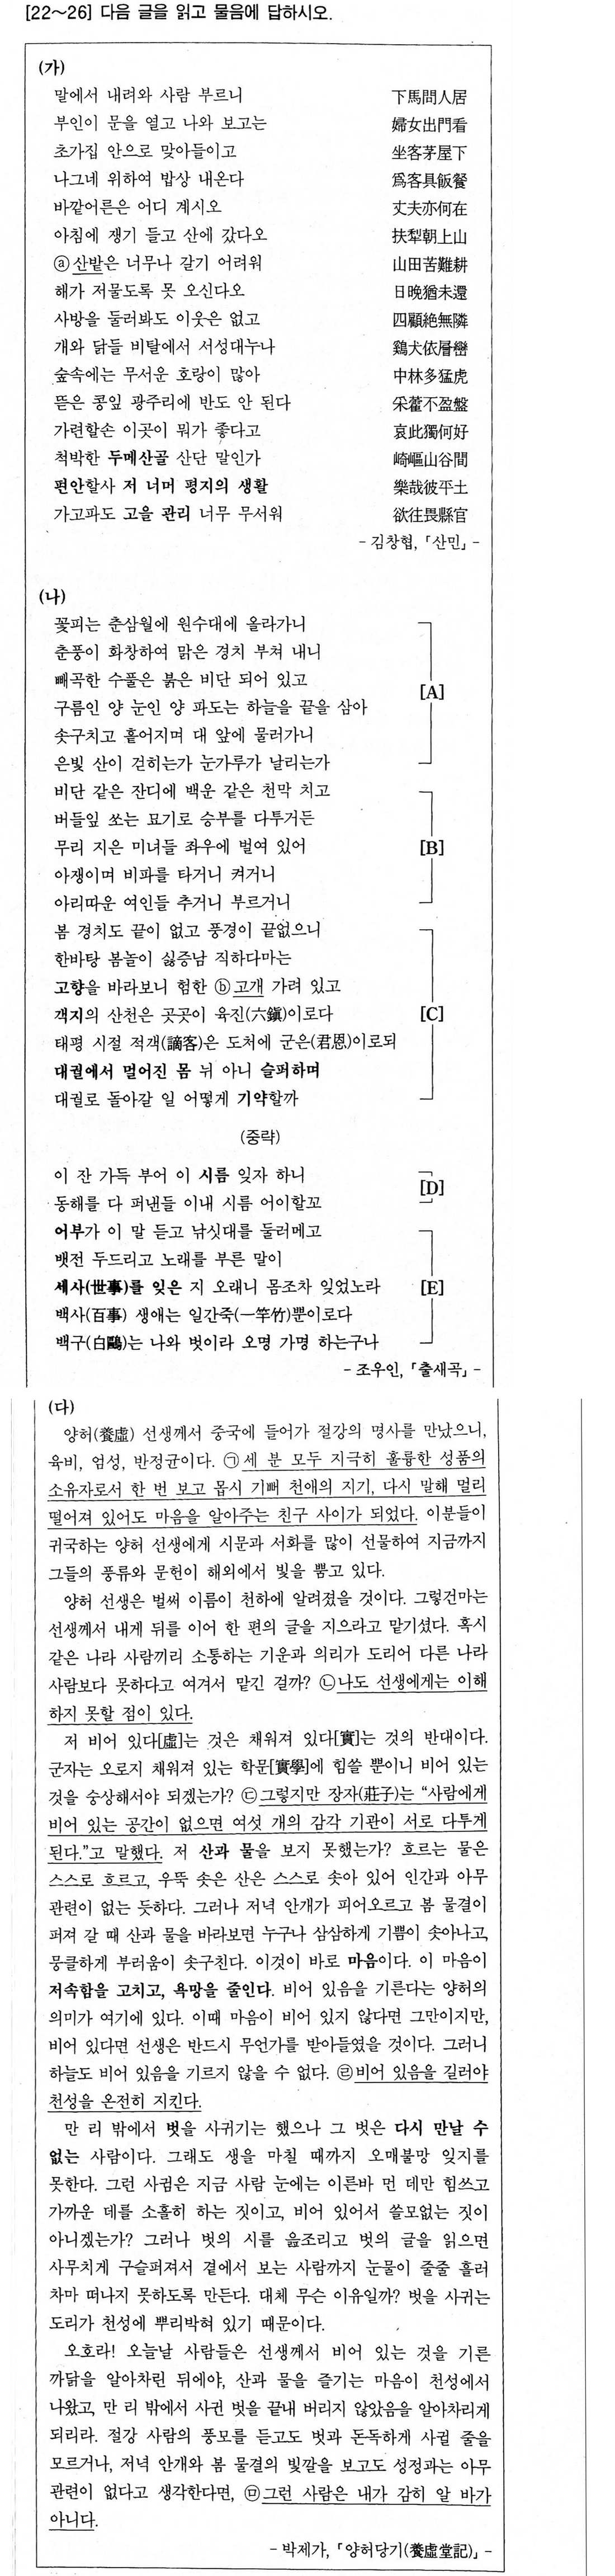 [22~26] 다음 글을 읽고 물음에 답하시오.
(가)
말에서 내려와 사람 부르니 下馬問人居
부인이 문을 열고 나와 보고는 婦女出門看
초가집 안으로 맞아들이고 坐客茅屋下
나그네 위하여 밥상 내온다 爲客具飯餐
바깥어른은 어디 계시오 丈夫亦何在
아침에 쟁기 들고 산에 갔다오 扶犁朝上山
ⓐ산밭은 너무나 갈기 어려워 山田苦難耕
해가 저물도록 못 오신다오 日晚猶未還
사방을 둘러봐도 이웃은 없고 四顧絶無隣
개와 닭들 비탈에서 서성대누나 鷄犬依層巒
숲속에는 무서운 호랑이 많아 中林多猛虎
뜯은 콩잎 광주리에 반도 안 된다 采藿不盈盤
가련할손 이곳이 뭐가 좋다고 哀此獨何好
척박한 두메산골 산단 말인가 崎嶇山谷間
편안할사 저 너머 평지의 생활 樂哉彼平土
가고파도 고을 관리 너무 무서워 欲往畏縣官
- 김창협, 「산민」 -
(나)
꽃피는 춘삼월에 원수대에 올라가니
춘풍이 화창하여 맑은 경치 부쳐 내니
빼곡한 수풀은 붉은 비단 되어 있고
구름인 양 눈인 양 파도는 하늘을 끝을 삼아 [A]
솟구치고 흩어지며 대 앞에 물러가니
은빛 산이 걷히는가 눈가루가 날리는가
비단 같은 잔디에 백운 같은 천막 치고
버들잎 쏘는 묘기로 승부를 다투거든
무리 지은 미녀들 좌우에 벌여 있어 [B]
아쟁이며 비파를 타거니 켜거니
아리따운 여인들 추거니 부르거니
봄 경치도 끝이 없고 풍경이 끝없으니
한바탕 봄놀이 싫증남 직하다마는
고향을 바라보니 험한 ⓑ고개 가려 있고
객지의 산천은 곳곳이 육진(六鎭)이로다 [C]
태평 시절 적객(謫客)은 도처에 군은(君恩)이로되
대궐에서 멀어진 몸 뉘 아니 슬퍼하며
대궐로 돌아갈 일 어떻게 기약할까
(중략)
이 잔 가득 부어 이 시름 잊자 하니 [D]
동해를 다 퍼낸들 이내 시름 어이할꼬
어부가 이 말 듣고 낚싯대를 둘러메고
뱃전 두드리고 노래를 부른 말이
세사(世事)를 잊은 지 오래니 몸조차 잊었노라 [E]
백사(百事) 생애는 일간죽(一竿竹)뿐이로다
백구(白鷗)는 나와 벗이라 오명 가명 하는구나
- 조우인, 「출새곡」 -
(다)
양허(養虛) 선생께서 중국에 들어가 절강의 명사를 만났으니,
육비, 엄성, 반정균이다. ㉠세 분 모두 지극히 훌륭한 성품의
소유자로서 한 번 보고 몹시 기뻐 천애의 지기, 다시 말해 멀리
떨어져 있어도 마음을 알아주는 친구 사이가 되었다. 이분들이
귀국하는 양허 선생에게 시문과 서화를 많이 선물하여 지금까지
그들의 풍류와 문헌이 해외에서 빛을 뿜고 있다.
양허 선생은 벌써 이름이 천하에 알려졌을 것이다. 그렇건마는
선생께서 내게 뒤를 이어 한 편의 글을 지으라고 맡기셨다. 혹시
같은 나라 사람끼리 소통하는 기운과 의리가 도리어 다른 나라
사람보다 못하다고 여겨서 맡긴 걸까? ㉡나도 선생에게는 이해
하지 못할 점이 있다.
저 비어 있다[虛]는 것은 채워져 있다[實]는 것의 반대이다.
군자는 오로지 채워져 있는 학문[實學]에 힘쓸 뿐이니 비어 있는
것을 숭상해서야 되겠는가? ㉢그렇지만 장자(莊子)는 “사람에게
비어 있는 공간이 없으면 여섯 개의 감각 기관이 서로 다투게
된다.”고 말했다. 저 산과 물을 보지 못했는가? 흐르는 물은
스스로 흐르고, 우뚝 솟은 산은 스스로 솟아 있어 인간과 아무
관련이 없는 듯하다. 그러나 저녁 안개가 피어오르고 봄 물결이
퍼져 갈 때 산과 물을 바라보면 누구나 삼삼하게 기쁨이 솟아나고,
뭉클하게 부러움이 솟구친다. 이것이 바로 마음이다. 이 마음이
저속함을 고치고, 욕망을 줄인다. 비어 있음을 기른다는 양허의
의미가 여기에 있다. 이때 마음이 비어 있지 않다면 그만이지만,
비어 있다면 선생은 반드시 무언가를 받아들였을 것이다. 그러니
하늘도 비어 있음을 기르지 않을 수 없다. ㉣비어 있음을 길러야
천성을 온전히 지킨다.
만 리 밖에서 벗을 사귀기는 했으나 그 벗은 다시 만날 수
없는 사람이다. 그래도 생을 마칠 때까지 오매불망 잊지를
못한다. 그런 사귐은 지금 사람 눈에는 이른바 먼 데만 힘쓰고
가까운 데를 소홀히 하는 짓이고, 비어 있어서 쓸모없는 짓이
아니겠는가? 그러나 벗의 시를 읊조리고 벗의 글을 읽으면
사무치게 구슬퍼져서 곁에서 보는 사람까지 눈물이 줄줄 흘러
차마 떠나지 못하도록 만든다. 대체 무슨 이유일까? 벗을 사귀는
도리가 천성에 뿌리박혀 있기 때문이다.
오호라! 오늘날 사람들은 선생께서 비어 있는 것을 기른
까닭을 알아차린 뒤에야, 산과 물을 즐기는 마음이 천성에서
나왔고, 만 리 밖에서 사귄 벗을 끝내 버리지 않았음을 알아차리게
되리라. 절강 사람의 풍모를 듣고도 벗과 돈독하게 사귈 줄을
모르거나, 저녁 안개와 봄 물결의 빛깔을 보고도 성정과는 아무
관련이 없다고 생각한다면, ㉤그런 사람은 내가 감히 알 바가
아니다.
- 박제가, 「양허당기(養虛堂記)」 -